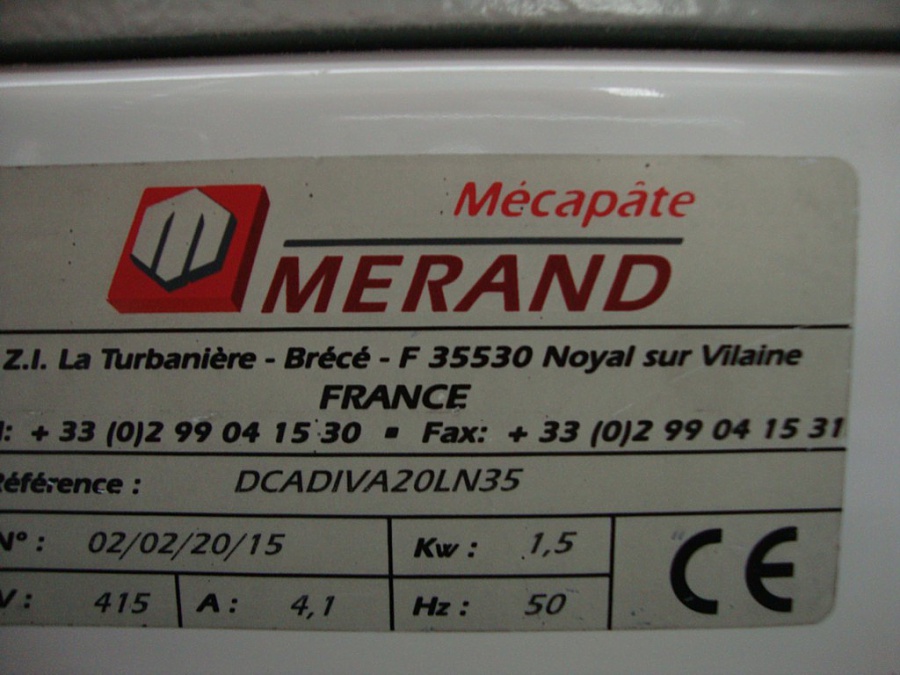 Mécapâte
MERAND
Z.I. La Turbanière - Brécé - F 35530 Noyal sur Vilaine
FRANCE
l: + 33 (0)2 99 04 15 30 ▪ Fax: + 33 (0)2 99 04 15 31
Référence : DCADIVA20LN35
N° : 02/02/20/15 Kw : 1,5
V : 415 A : 4,1 Hz : 50
CE